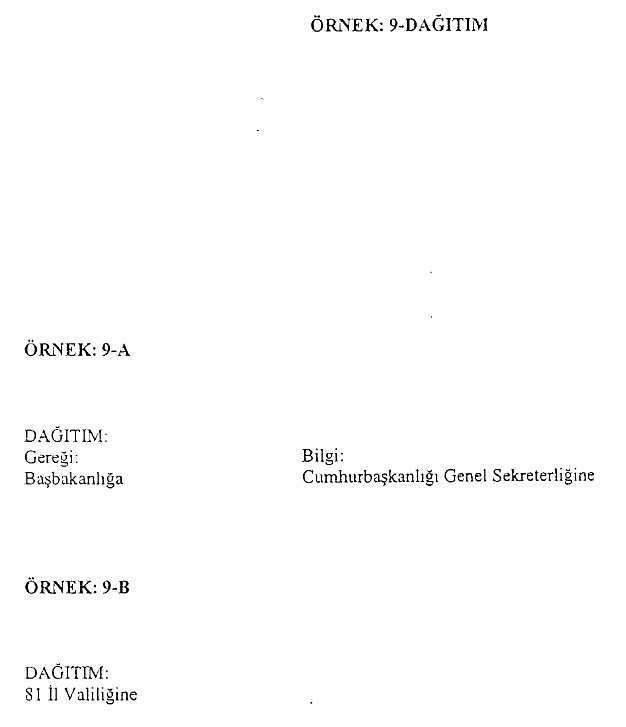 ÖRNEK: 9-DAĞITIM
ÖRNEK: 9-A
DAĞITIM:
Gereği:
Bilgi:
Başbakanlığa
Cumhurbaşkanlığı Genel Sekreterliğine
ÖRNEK: 9-B
DAĞITIM:
81 İl Valiliğine